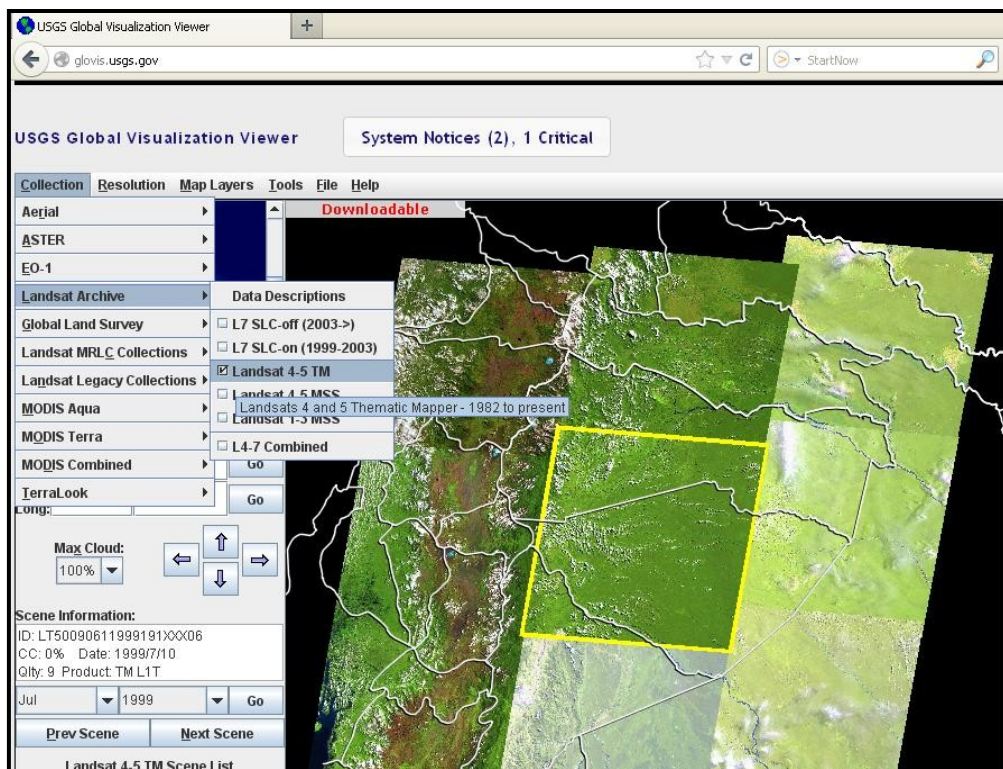 USGS Global Visualization Viewer
glovis.usgs.gov
StartNow
USGS Global Visualization Viewer
System Notices (2), 1 Critical
Collection Resolution Map Layers Tools File Help
Downloadable
Aerial
ASTER
EO-1
Landsat Archive
Global Land Survey
Landsat MRLC Collections
Landsat Legacy Collections
MODIS Aqua
MODIS Terra
MODIS Combined
TerraLook
Data Descriptions
L7 SLC-off (2003->)
L7 SLC-on (1999-2003)
Landsat 4-5 TM
Landsat 4-5 MSS
Landsats 4 and 5 Thematic Mapper - 1982 to present
Landsat 1-3 MSS
L4-7 Combined
Go
Long:
Go
Max Cloud:
100%
Scene Information:
ID: LT50090611999191XXX06
CC: 0% Date: 1999/7/10
Qlty: 9 Product: TM L1T
Jul 1999 Go
Prev Scene Next Scene
Landsat 4-5 TM Scene List